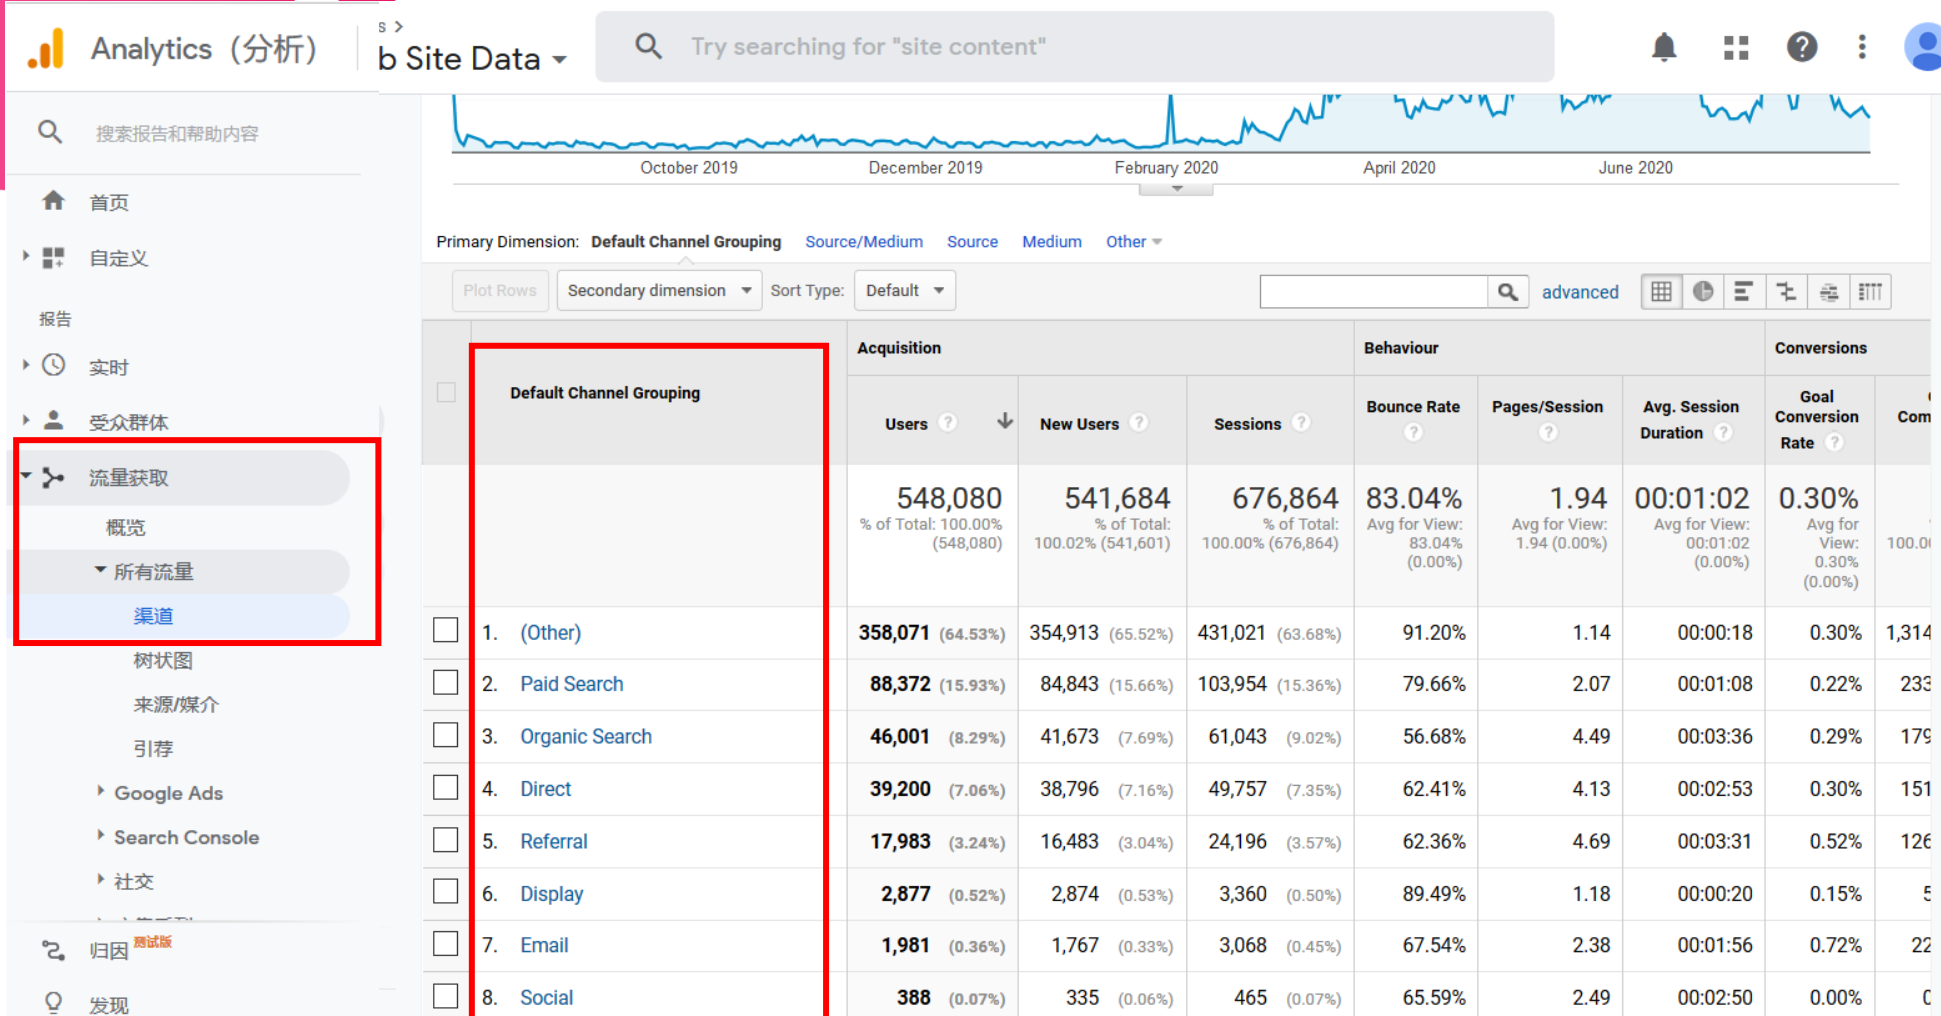 Analytics（分析）
s >
b Site Data
Try searching for "site content"
搜索报告和帮助内容
首页
自定义
报告
实时
受众群体
流量获取
概览
所有流量
渠道
树状图
来源/媒介
引荐
Google Ads
Search Console
社交
归因 测试版
发现
October 2019 December 2019 February 2020 April 2020 June 2020
Primary Dimension: Default Channel Grouping Source/Medium Source Medium Other
Plot Rows Secondary dimension Sort Type: Default advanced
Default Channel Grouping
Acquisition Behaviour Conversions
Users ? New Users ? Sessions ? Bounce Rate ? Pages/Session ? Avg. Session Duration ? Goal Conversion Rate ? Com
548,080 541,684 676,864 83.04% 1.94 00:01:02 0.30%
% of Total: 100.00% (548,080)
% of Total: 100.02% (541,601)
% of Total: 100.00% (676,864)
Avg for View: 83.04% (0.00%)
Avg for View: 1.94 (0.00%)
Avg for View: 00:01:02 (0.00%)
Avg for View: 0.30% (0.00%)
100.0
1. (Other) 358,071 (64.53%) 354,913 (65.52%) 431,021 (63.68%) 91.20% 1.14 00:00:18 0.30% 1,314
2. Paid Search 88,372 (15.93%) 84,843 (15.66%) 103,954 (15.36%) 79.66% 2.07 00:01:08 0.22% 233
3. Organic Search 46,001 (8.29%) 41,673 (7.69%) 61,043 (9.02%) 56.68% 4.49 00:03:36 0.29% 179
4. Direct 39,200 (7.06%) 38,796 (7.16%) 49,757 (7.35%) 62.41% 4.13 00:02:53 0.30% 151
5. Referral 17,983 (3.24%) 16,483 (3.04%) 24,196 (3.57%) 62.36% 4.69 00:03:31 0.52% 126
6. Display 2,877 (0.52%) 2,874 (0.53%) 3,360 (0.50%) 89.49% 1.18 00:00:20 0.15% 5
7. Email 1,981 (0.36%) 1,767 (0.33%) 3,068 (0.45%) 67.54% 2.38 00:01:56 0.72% 22
8. Social 388 (0.07%) 335 (0.06%) 465 (0.07%) 65.59% 2.49 00:02:50 0.00%